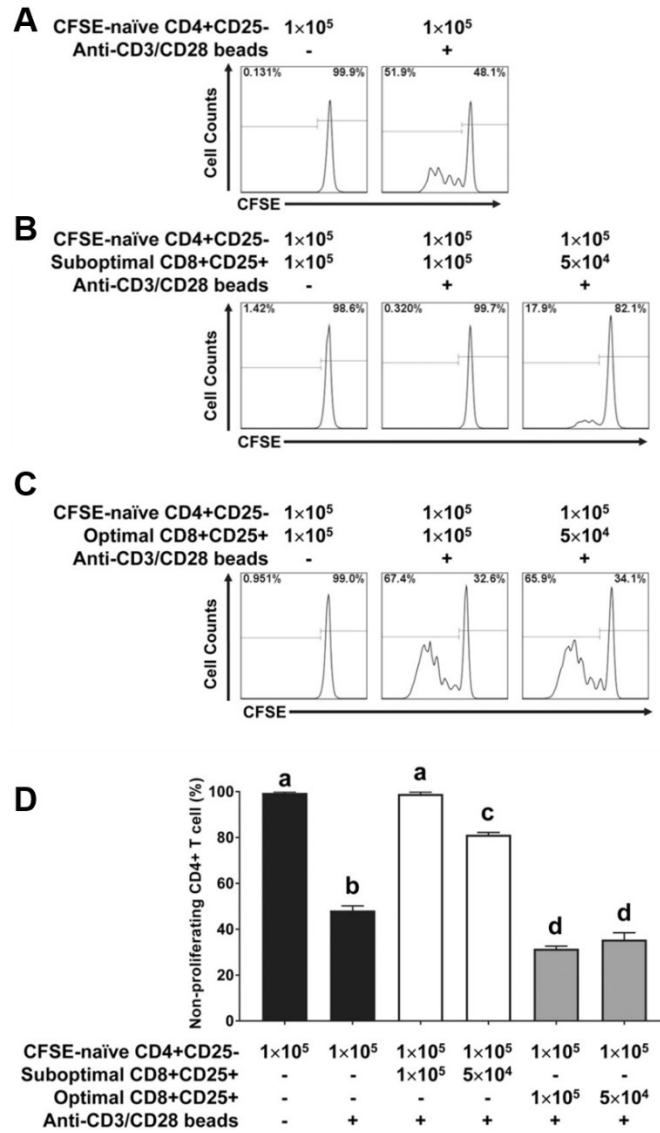 A
CFSE-naïve CD4+CD25- 1×10⁵ 1×10⁵
Anti-CD3/CD28 beads - +
0.131% 99.9% 51.9% 48.1%
Cell Counts
CFSE
B
CFSE-naïve CD4+CD25- 1×10⁵ 1×10⁵ 1×10⁵
Suboptimal CD8+CD25+ 1×10⁵ 1×10⁵ 5×10⁴
Anti-CD3/CD28 beads - + +
1.42% 98.6% 0.320% 99.7% 17.9% 82.1%
Cell Counts
CFSE
C
CFSE-naïve CD4+CD25- 1×10⁵ 1×10⁵ 1×10⁵
Optimal CD8+CD25+ 1×10⁵ 1×10⁵ 5×10⁴
Anti-CD3/CD28 beads - + +
0.951% 99.0% 67.4% 32.6% 65.9% 34.1%
Cell Counts
CFSE
D
Non-proliferating CD4+ T cell (%)
100
80
60
40
20
0
a b a c d d
CFSE-naïve CD4+CD25- 1×10⁵ 1×10⁵ 1×10⁵ 1×10⁵ 1×10⁵ 1×10⁵
Suboptimal CD8+CD25+ - - 1×10⁵ 5×10⁴ - -
Optimal CD8+CD25+ - - - - 1×10⁵ 5×10⁴
Anti-CD3/CD28 beads - + + + + +